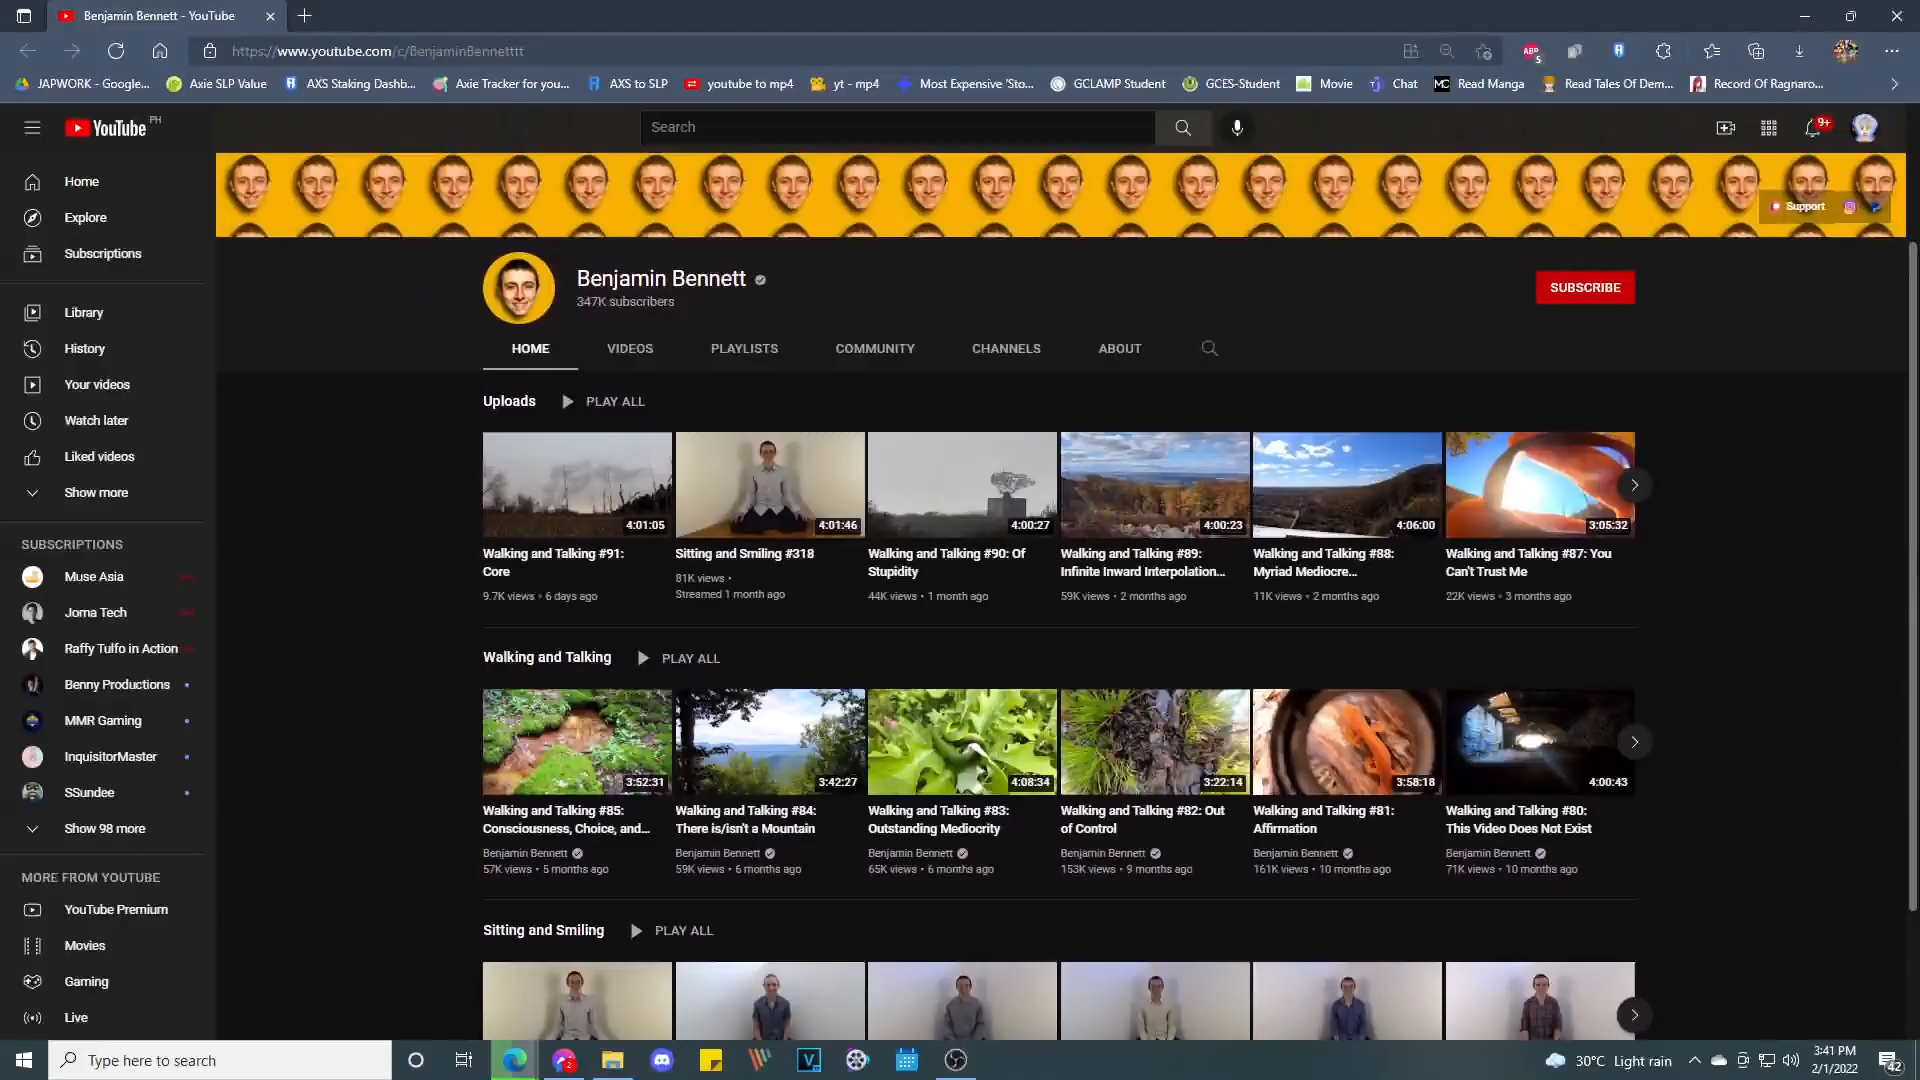 Benjamin Bennett - YouTube
https://www.youtube.com/c/BenjaminBennetttt
ABP 5
JAPWORK - Google... Axie SLP Value AXS Staking Dashb... Axie Tracker for you... AXS to SLP youtube to mp4 yt - mp4 Most Expensive 'Sto... GCLAMP Student GCES-Student Movie Chat Read Manga Read Tales Of Dem... Record Of Ragnaro...
YouTube PH
Search
9+
Home
Explore
Subscriptions
Library
History
Your videos
Watch later
Liked videos
Show more
SUBSCRIPTIONS
Muse Asia
Joma Tech
Raffy Tulfo in Action
Benny Productions
MMR Gaming
InquisitorMaster
SSundee
Show 98 more
MORE FROM YOUTUBE
YouTube Premium
Movies
Gaming
Live
Support
Benjamin Bennett
347K subscribers
SUBSCRIBE
HOME VIDEOS PLAYLISTS COMMUNITY CHANNELS ABOUT
Uploads PLAY ALL
4:01:05 4:01:46 4:00:27 4:00:23 4:06:00 3:05:32
Walking and Talking #91:
Core
9.7K views • 6 days ago
Sitting and Smiling #318
81K views •
Streamed 1 month ago
Walking and Talking #90: Of
Stupidity
44K views • 1 month ago
Walking and Talking #89:
Infinite Inward Interpolation...
59K views • 2 months ago
Walking and Talking #88:
Myriad Mediocre...
11K views • 2 months ago
Walking and Talking #87: You
Can't Trust Me
22K views • 3 months ago
Walking and Talking PLAY ALL
3:52:31 3:42:27 4:08:34 3:22:14 3:58:18 4:00:43
Walking and Talking #85:
Consciousness, Choice, and...
Benjamin Bennett
57K views • 5 months ago
Walking and Talking #84:
There is/isn't a Mountain
Benjamin Bennett
59K views • 6 months ago
Walking and Talking #83:
Outstanding Mediocrity
Benjamin Bennett
65K views • 6 months ago
Walking and Talking #82: Out
of Control
Benjamin Bennett
153K views • 9 months ago
Walking and Talking #81:
Affirmation
Benjamin Bennett
161K views • 10 months ago
Walking and Talking #80:
This Video Does Not Exist
Benjamin Bennett
71K views • 10 months ago
Sitting and Smiling PLAY ALL
Type here to search
2
30°C Light rain
3:41 PM
2/1/2022
42